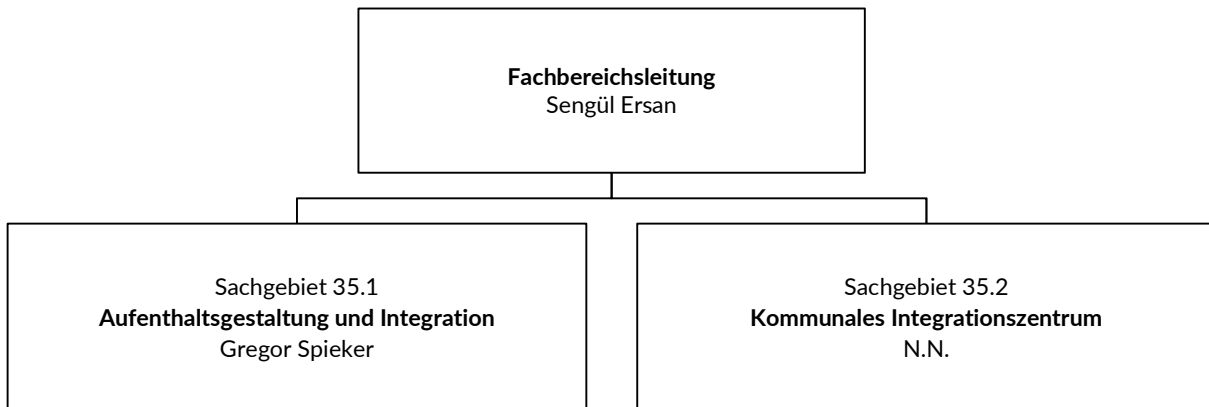 Fachbereichsleitung
Sengül Ersan
Sachgebiet 35.1
Aufenthaltsgestaltung und Integration
Gregor Spieker
Sachgebiet 35.2
Kommunales Integrationszentrum
N.N.